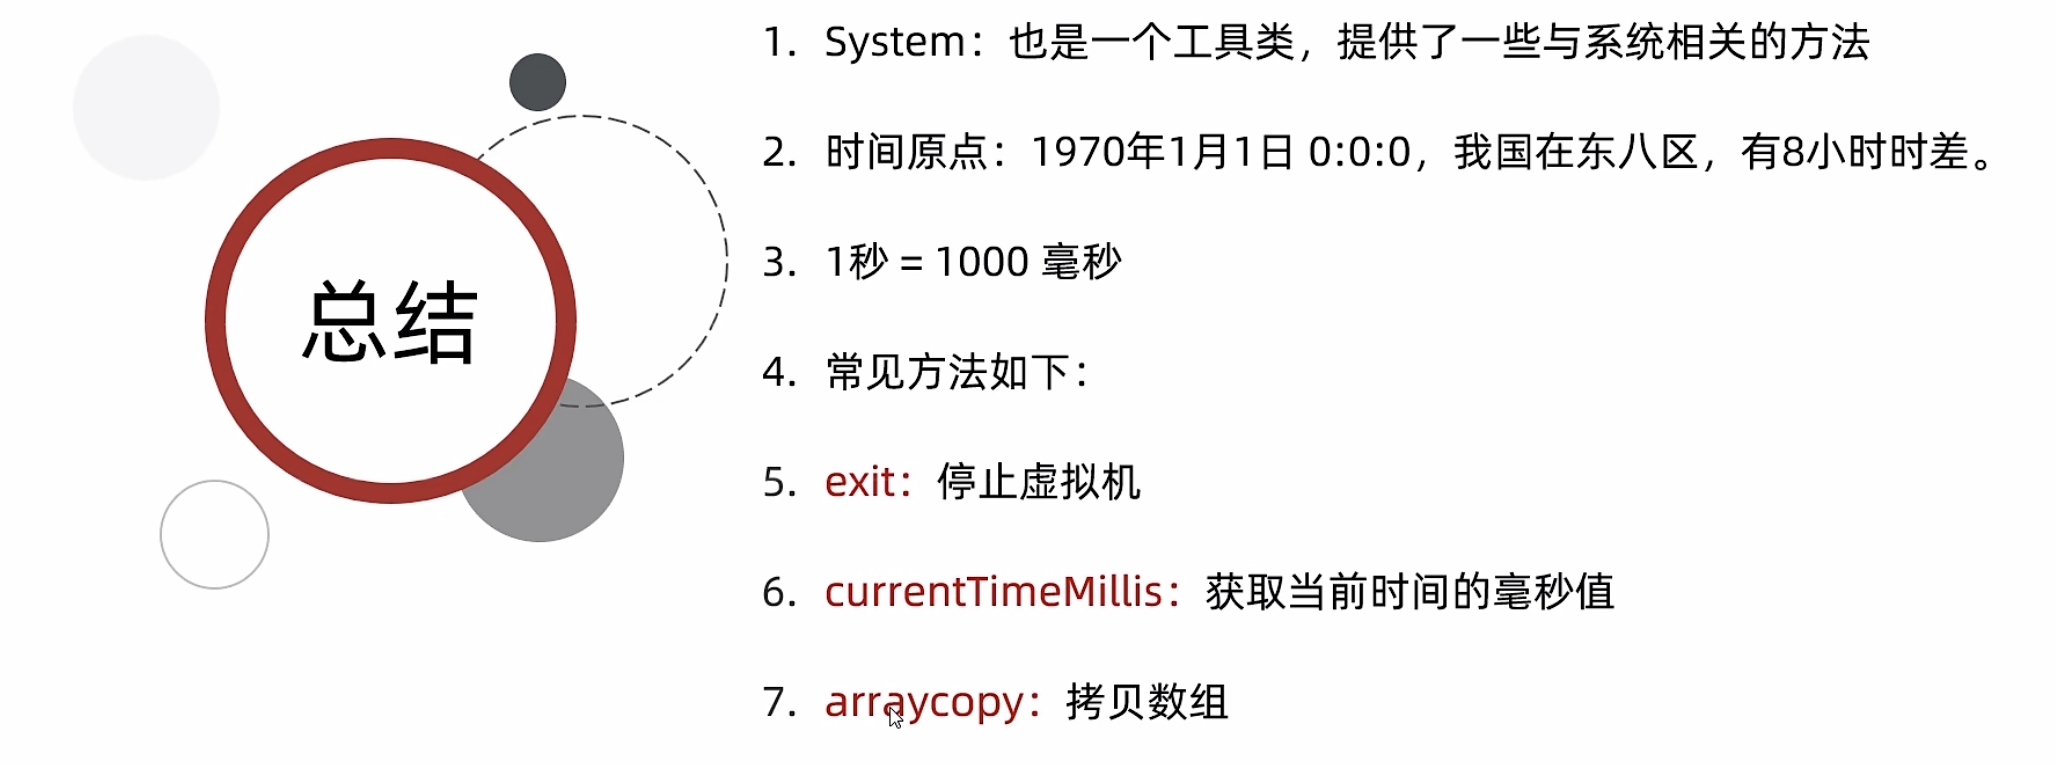 总结
1. System：也是一个工具类，提供了一些与系统相关的方法
2. 时间原点：1970年1月1日 0:0:0，我国在东八区，有8小时时差。
3. 1秒 = 1000 毫秒
4. 常见方法如下：
5. exit：停止虚拟机
6. currentTimeMillis：获取当前时间的毫秒值
7. arraycopy：拷贝数组